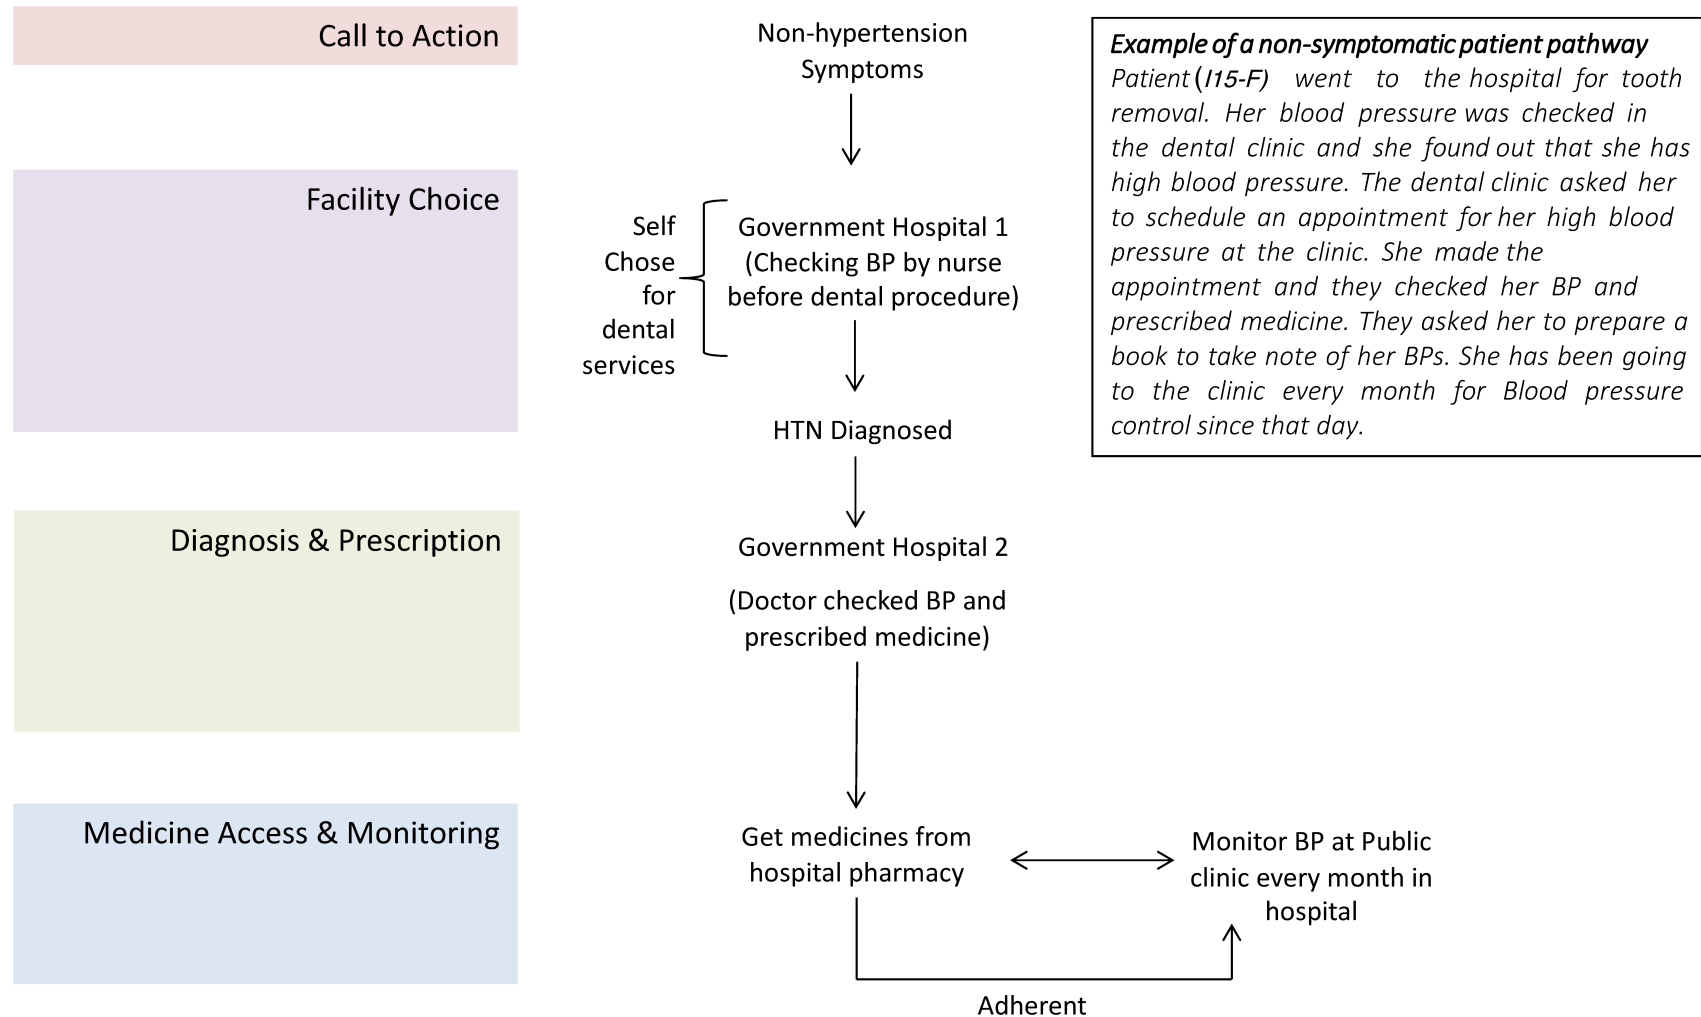 Call to Action
Non-hypertension
Symptoms
Example of a non-symptomatic patient pathway
Patient (I15-F) went to the hospital for tooth
removal. Her blood pressure was checked in
the dental clinic and she found out that she has
high blood pressure. The dental clinic asked her
to schedule an appointment for her high blood
pressure at the clinic. She made the
appointment and they checked her BP and
prescribed medicine. They asked her to prepare a
book to take note of her BPs. She has been going
to the clinic every month for Blood pressure
control since that day.
Facility Choice
Self
Chose
for
dental
services
Government Hospital 1
(Checking BP by nurse
before dental procedure)
HTN Diagnosed
Diagnosis & Prescription
Government Hospital 2
(Doctor checked BP and
prescribed medicine)
Medicine Access & Monitoring
Get medicines from
hospital pharmacy
Monitor BP at Public
clinic every month in
hospital
Adherent